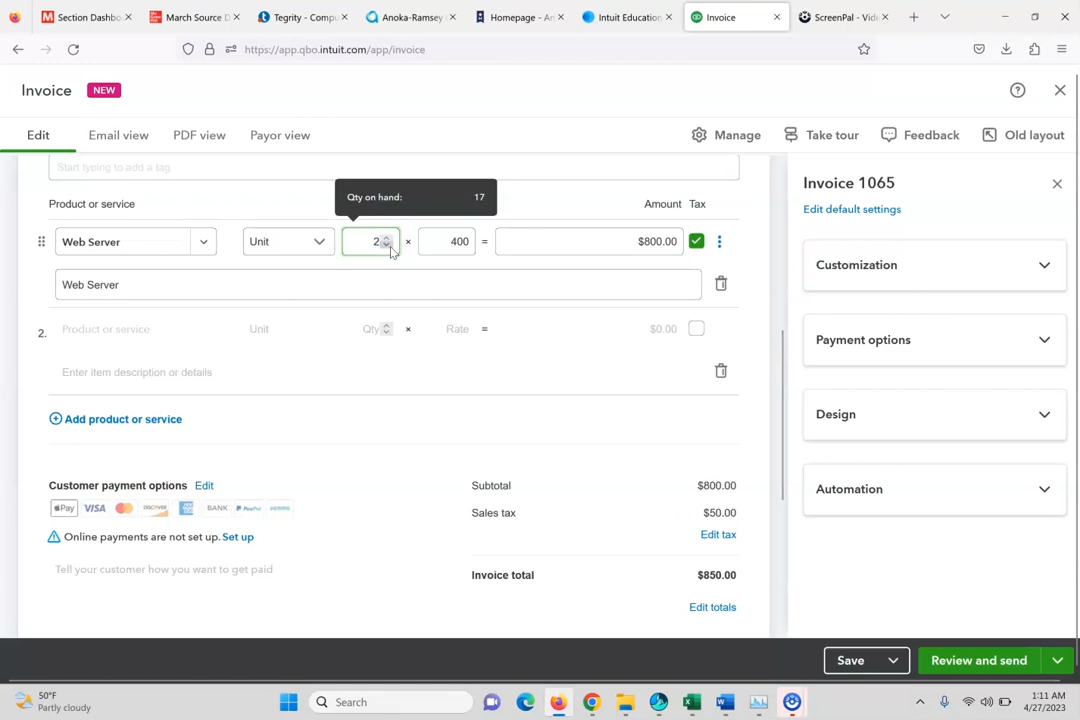 Section Dashbo
March Source D
Tegrity - Compu
Anoka-Ramsey
Homepage - An
Intuit Education
Invoice
ScreenPal - Vide
https://app.qbo.intuit.com/app/invoice
Invoice NEW
Edit Email view PDF view Payor view Manage Take tour Feedback Old layout
Start typing to add a tag
Invoice 1065
Edit default settings
Qty on hand: 17
Product or service Amount Tax
Web Server Unit 2 × 400 = $800.00
Web Server
2. Product or service Unit Qty × Rate = $0.00
Enter item description or details
Add product or service
Customization
Payment options
Design
Automation
Customer payment options Edit
Pay VISA DISCOVER BANK PayPal venmo
Online payments are not set up. Set up
Tell your customer how you want to get paid
Subtotal $800.00
Sales tax $50.00
Edit tax
Invoice total $850.00
Edit totals
Save Review and send
50°F
Partly cloudy
Search
1:11 AM
4/27/2023